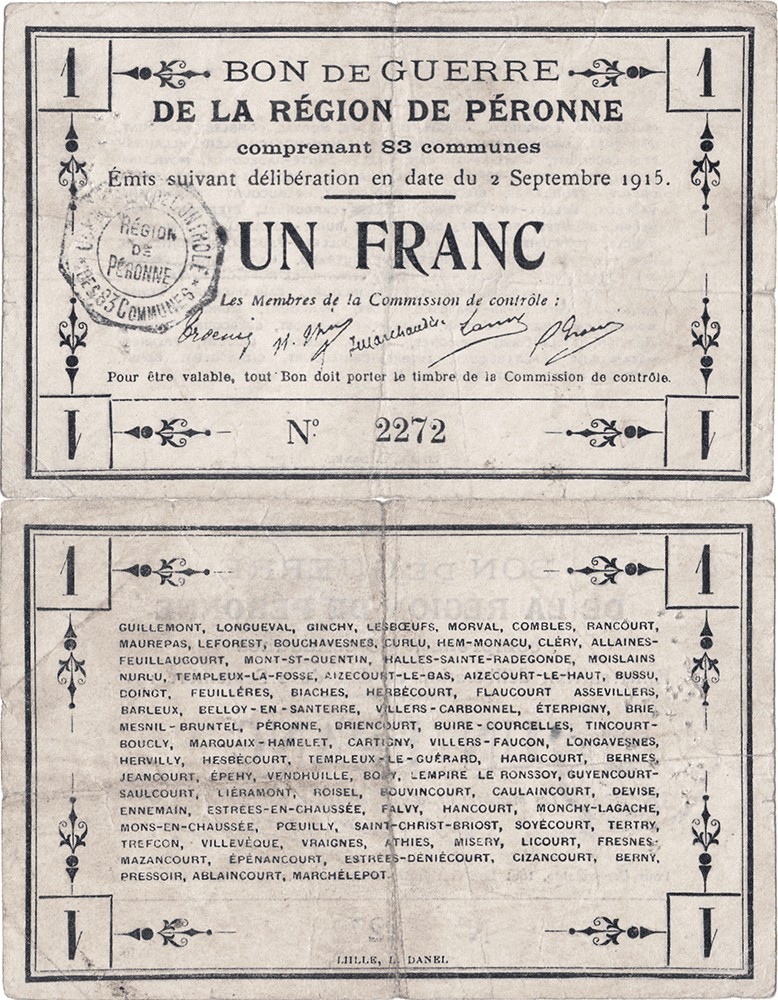 1 1
BON DE GUERRE
DE LA RÉGION DE PÉRONNE
comprenant 83 communes
Émis suivant délibération en date du 2 Septembre 1915.
UN FRANC
RÉGION
DE
PÉRONNE
CONTROLE
DES 83 COMMUNES
Les Membres de la Commission de contrôle :
Pour être valable, tout Bon doit porter le timbre de la Commission de contrôle.
1 1
No 2272
1 1
GUILLEMONT, LONGUEVAL, GINCHY, LESBŒUFS, MORVAL, COMBLES, RANCOURT,
MAUREPAS, LEFOREST, BOUCHAVESNES, CURLU, HEM-MONACU, CLÉRY, ALLAINES-
FEUILLAUCOURT, MONT-ST-QUENTIN, HALLES-SAINTE-RADEGONDE, MOISLAINS
NURLU, TEMPLEUX-LA-FOSSE, AIZECOURT-LE-BAS, AIZECOURT-LE-HAUT, BUSSU,
DOINGT, FEUILLÉRES, BIACHES, HERBÉCOURT, FLAUCOURT ASSEVILLERS,
BARLEUX, BELLOY-EN-SANTERRE, VILLERS-CARBONNEL, ÉTERPIGNY, BRIE
MESNIL-BRUNTEL, PÉRONNE, DRIENCOURT, BUIRE-COURCELLES, TINCOURT-
BOUCLY, MARQUAIX-HAMELET, CARTIGNY, VILLERS-FAUCON, LONGAVESNES,
HERVILLY, HESBÉCOURT, TEMPLEUX-LE-GUÉRARD, HARGICOURT, BERNES,
JEANCOURT, ÉPEHY, VENDHUILLE, BONY, LEMPIRE LE RONSSOY, GUYENCOURT-
SAULCOURT, LIÉRAMONT, ROISEL, BOUVINCOURT, CAULAINCOURT, DEVISE,
ENNEMAIN, ESTRÉES-EN-CHAUSSÉE, FALVY, HANCOURT, MONCHY-LAGACHE,
MONS-EN-CHAUSSÉE, PŒUILLY, SAINT-CHRIST-BRIOST, SOYÉCOURT, TERTRY,
TREFCON, VILLEVÊQUE, VRAIGNES, ATHIES, MISERY, LICOURT, FRESNES-
MAZANCOURT, ÉPÉNANCOURT, ESTRÉES-DÉNIÉCOURT, CIZANCOURT, BERNY,
PRESSOIR, ABLAINCOURT, MARCHÉLEPOT.
1 1
LILLE, L. DANEL